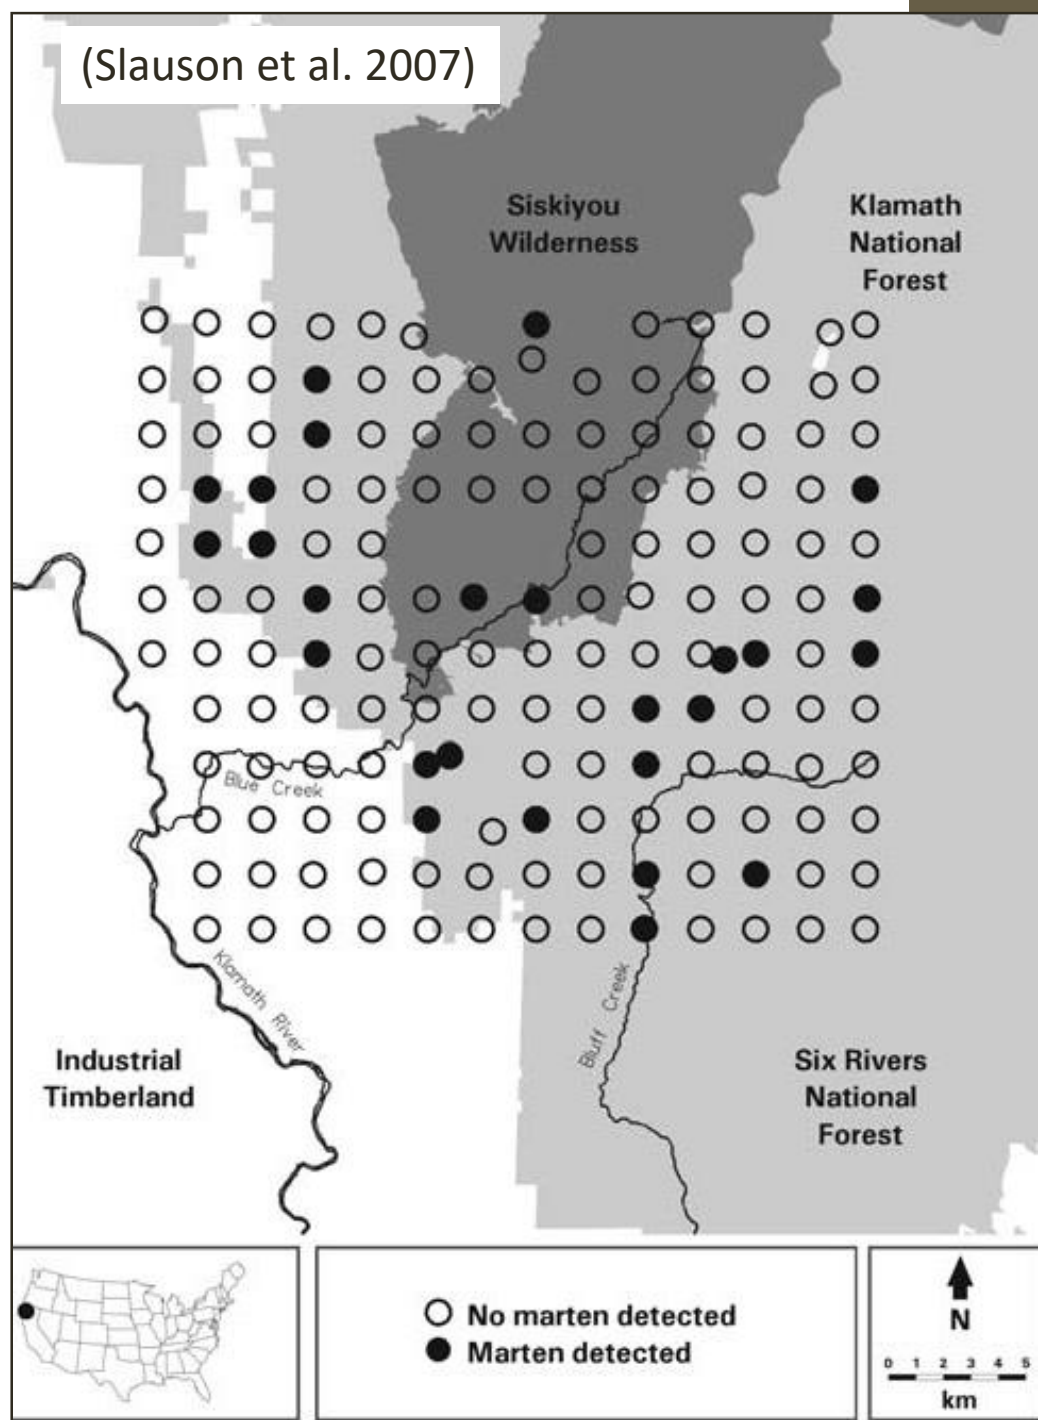 (Slauson et al. 2007)
Siskiyou
Wilderness
Klamath
National
Forest
Blue Creek
Klamath River
Bluff Creek
Industrial
Timberland
Six Rivers
National
Forest
No marten detected
Marten detected
N
0 1 2 3 4 5
km